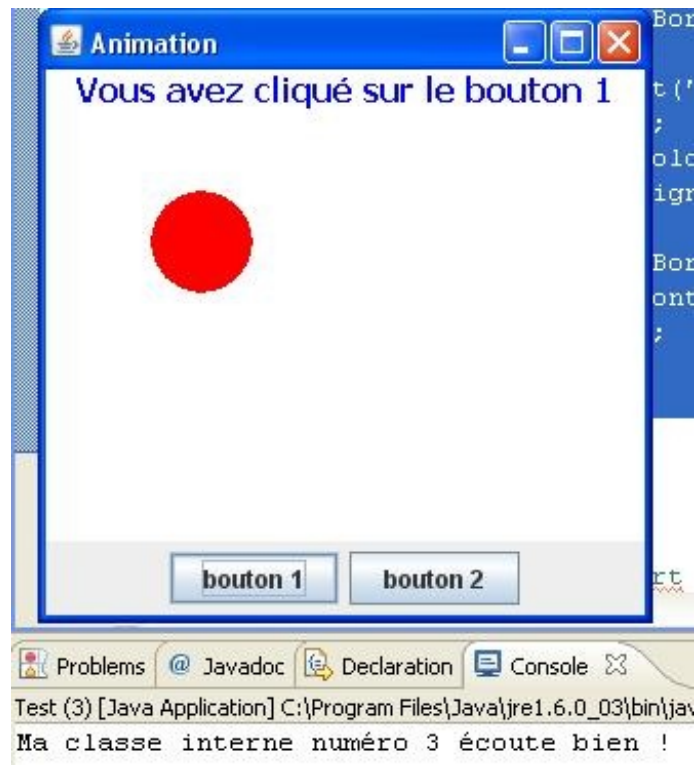 Animation
Vous avez cliqué sur le bouton 1
bouton 1
bouton 2
Problems @ Javadoc Declaration Console
Test (3) [Java Application] C:\Program Files\Java\jre1.6.0_03\bin\jav
Ma classe interne numéro 3 écoute bien !